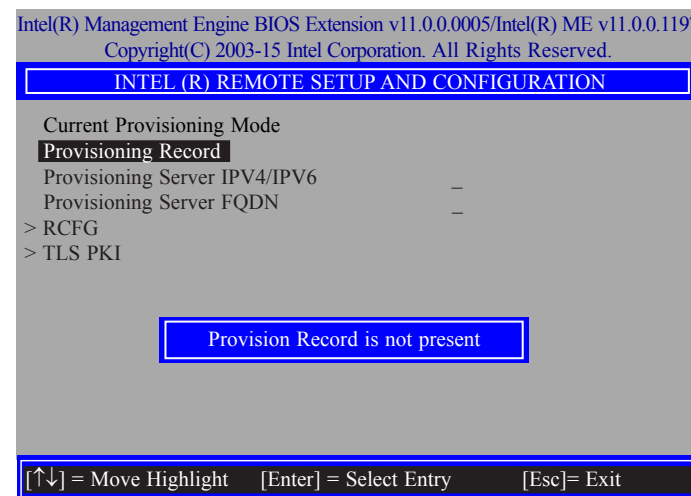 Intel(R) Management Engine BIOS Extension v11.0.0.0005/Intel(R) ME v11.0.0.119
Copyright(C) 2003-15 Intel Corporation. All Rights Reserved.
INTEL (R) REMOTE SETUP AND CONFIGURATION
Current Provisioning Mode
Provisioning Record
Provisioning Server IPV4/IPV6 _
Provisioning Server FQDN _
> RCFG
> TLS PKI
Provision Record is not present
[↑↓] = Move Highlight [Enter] = Select Entry [Esc]= Exit